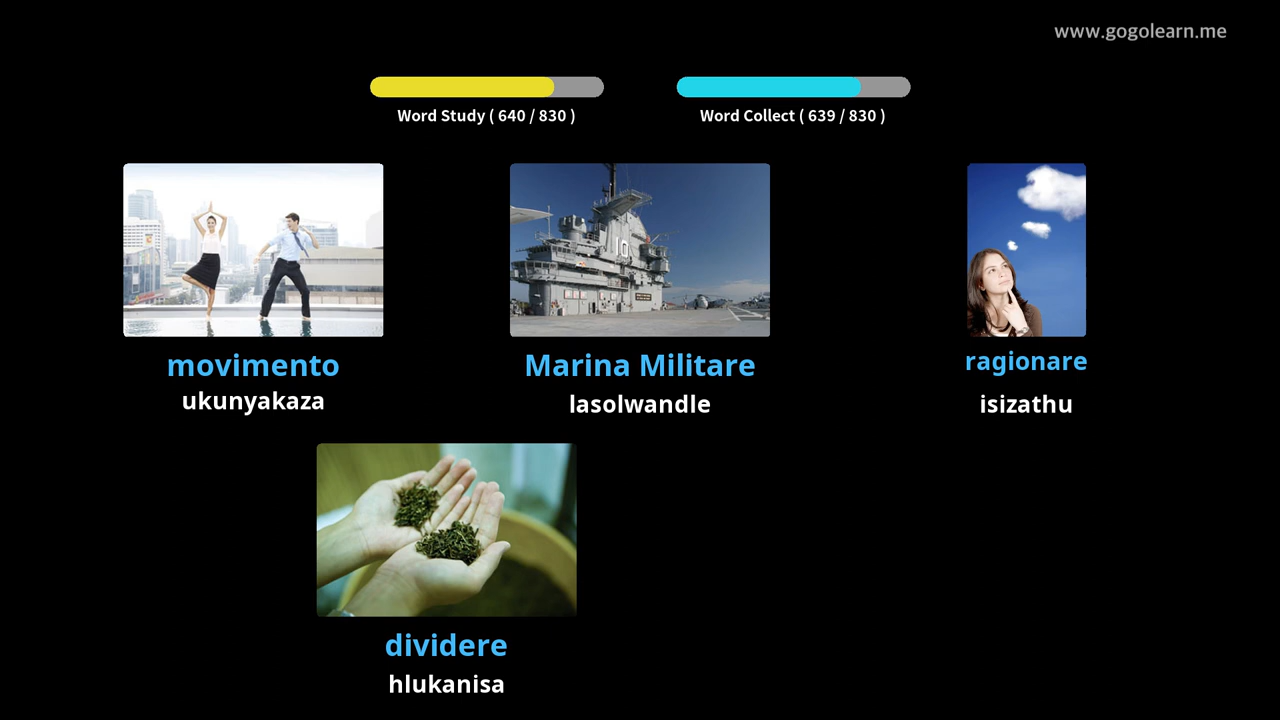 www.gogolearn.me
Word Study ( 640 / 830 )
Word Collect ( 639 / 830 )
10
movimento
ukunyakaza
Marina Militare
lasolwandle
ragionare
isizathu
dividere
hlukanisa